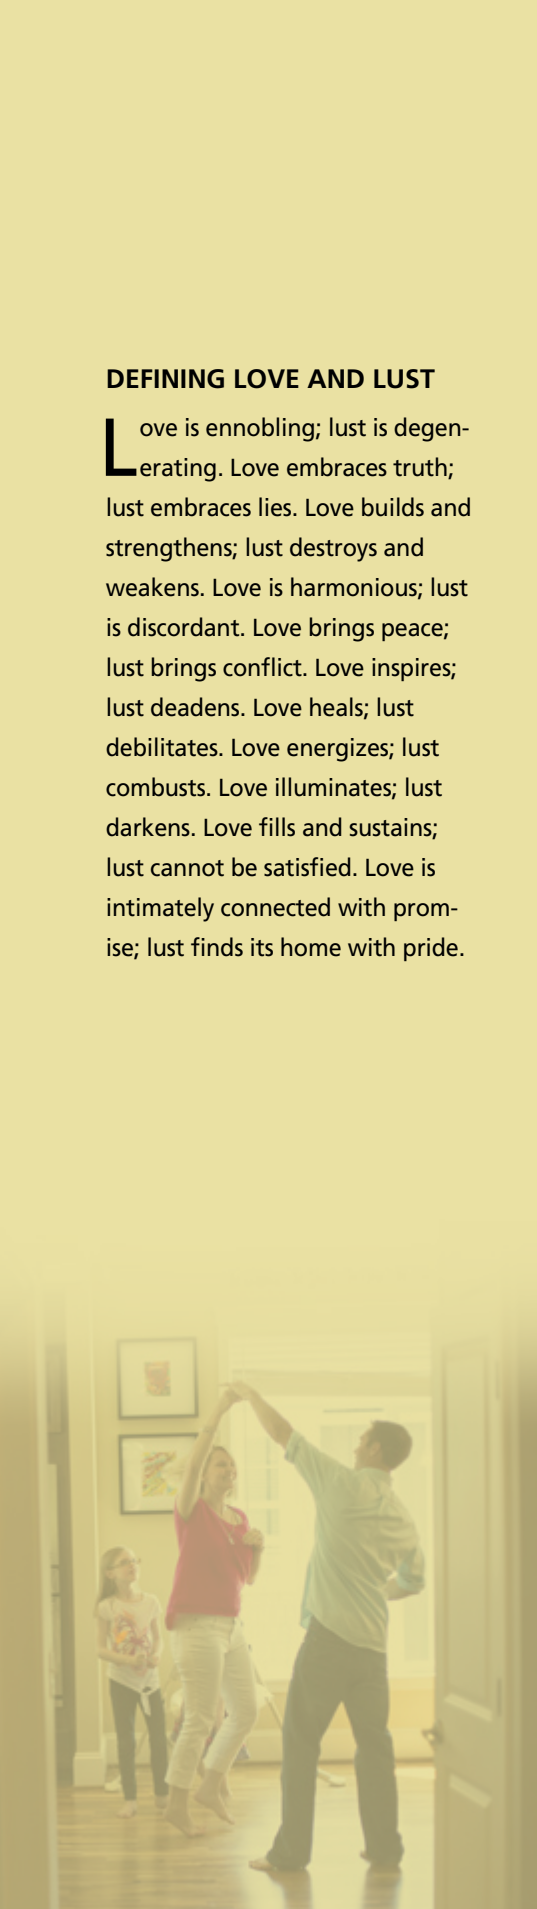 DEFINING LOVE AND LUST
Love is ennobling; lust is degen-
erating. Love embraces truth;
lust embraces lies. Love builds and
strengthens; lust destroys and
weakens. Love is harmonious; lust
is discordant. Love brings peace;
lust brings conflict. Love inspires;
lust deadens. Love heals; lust
debilitates. Love energizes; lust
combusts. Love illuminates; lust
darkens. Love fills and sustains;
lust cannot be satisfied. Love is
intimately connected with prom-
ise; lust finds its home with pride.